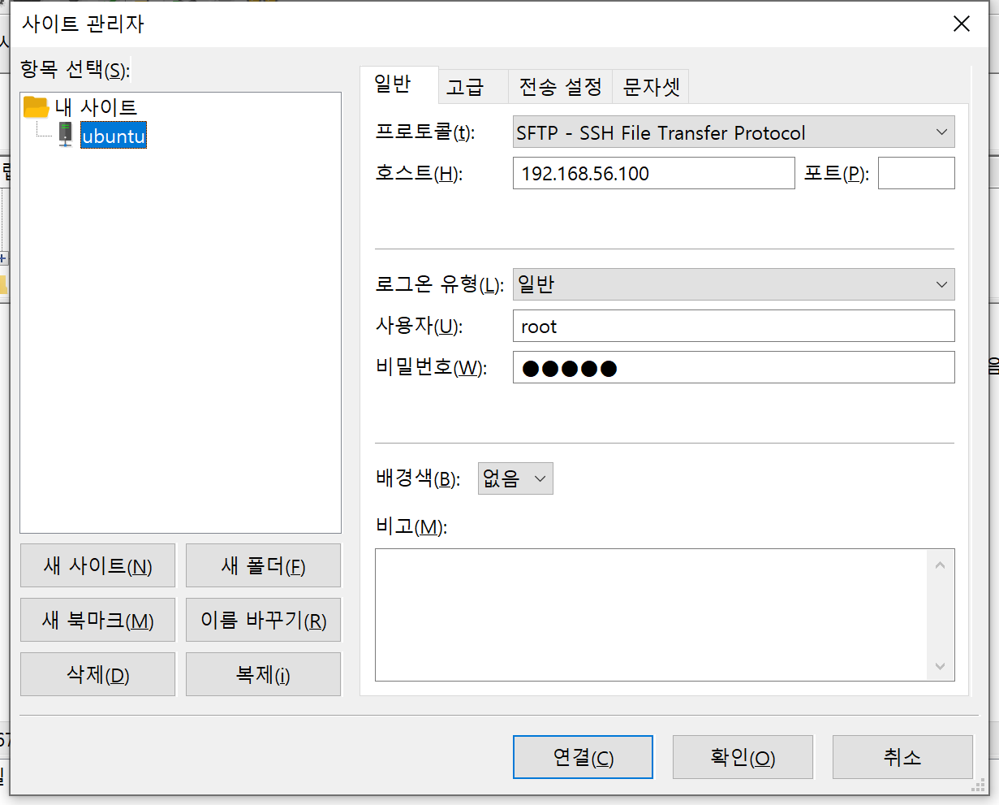 사이트 관리자
항목 선택(S):
내 사이트
ubuntu
새 사이트(N) 새 폴더(F)
새 북마크(M) 이름 바꾸기(R)
삭제(D) 복제(i)
일반 고급 전송 설정 문자셋
프로토콜(t): SFTP - SSH File Transfer Protocol
호스트(H): 192.168.56.100 포트(P):
로그온 유형(L): 일반
사용자(U): root
비밀번호(W): ●●●●●
배경색(B): 없음
비고(M):
연결(C) 확인(O) 취소